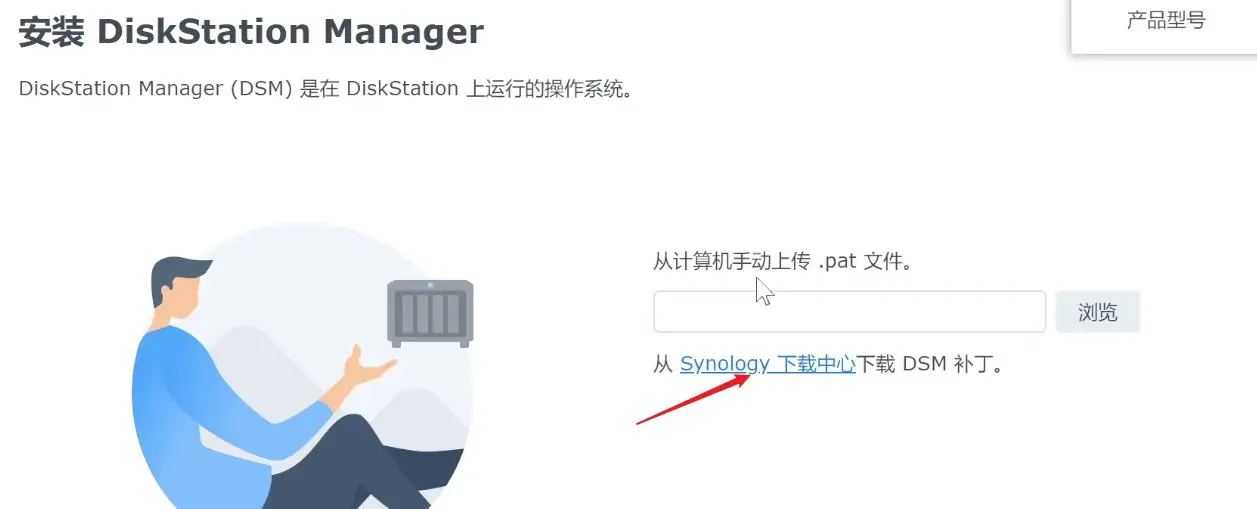 安装 DiskStation Manager
产品型号
DiskStation Manager (DSM) 是在 DiskStation 上运行的操作系统。
从计算机手动上传 .pat 文件。
浏览
从 Synology 下载中心下载 DSM 补丁。